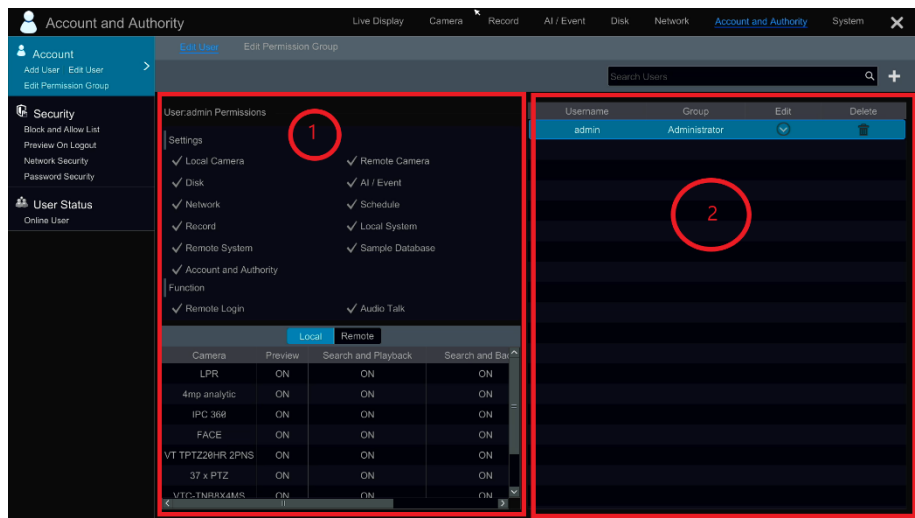 Account and Authority
Live Display Camera Record AI / Event Disk Network Account and Authority System
Account
Add User Edit User
Edit Permission Group
Security
Block and Allow List
Preview On Logout
Network Security
Password Security
User Status
Online User
Edit User Edit Permission Group
Search Users
User:admin Permissions
1
Settings
Local Camera Remote Camera
Disk AI / Event
Network Schedule
Record Local System
Remote System Sample Database
Account and Authority
Function
Remote Login Audio Talk
Local Remote
Camera Preview Search and Playback Search and Bac
LPR ON ON ON
4mp analytic ON ON ON
IPC 360 ON ON ON
FACE ON ON ON
VT TPTZ20HR 2PNS ON ON ON
37 x PTZ ON ON ON
VTC-TNB8X4MS ON ON ON
Username Group Edit Delete
admin Administrator
2